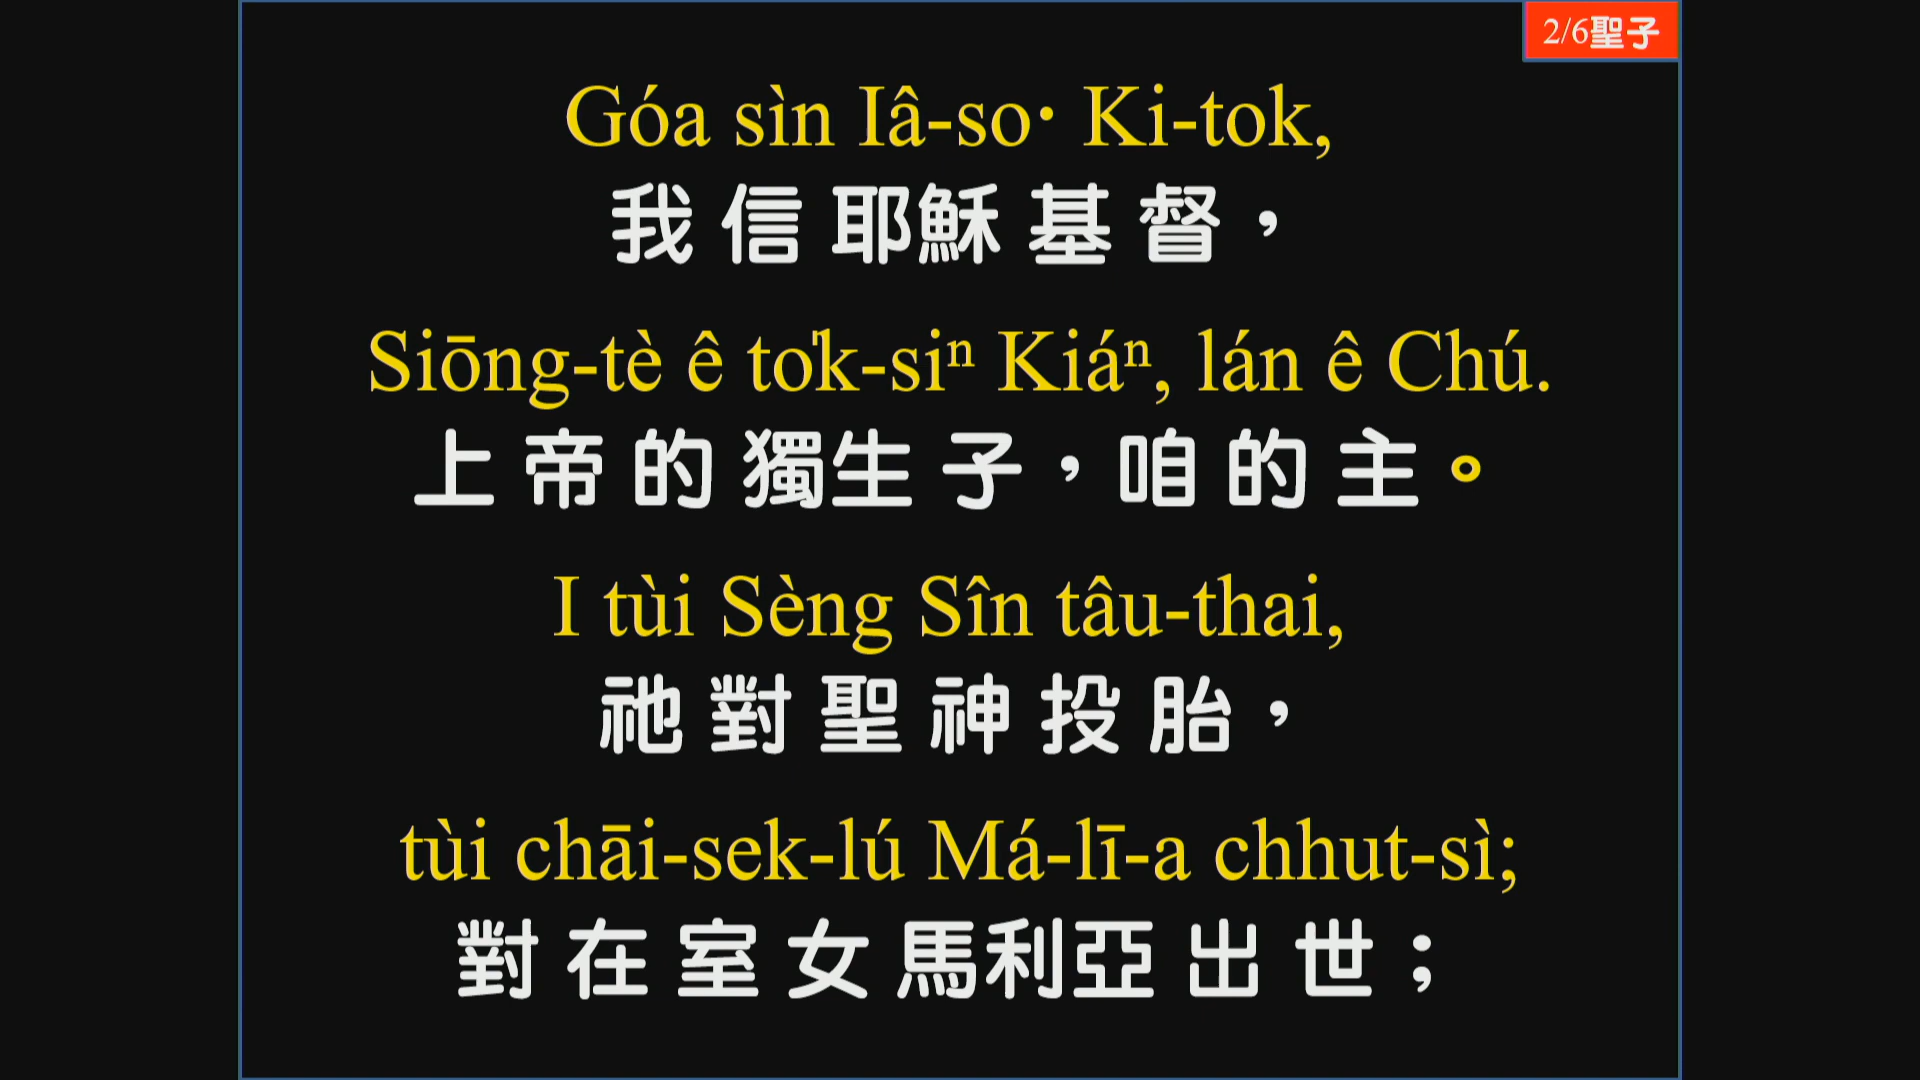 2/6聖子
Góa sìn Iâ-so͘ Ki-tok,
我 信 耶穌 基 督，
Siōng-tè ê to̍k-siⁿ Kiáⁿ, lán ê Chú.
上 帝 的 獨生 子，咱 的 主。
I tùi Sèng Sîn tâu-thai,
祂 對 聖 神 投 胎，
tùi chāi-sek-lú Má-lī-a chhut-sì;
對 在 室 女 馬利亞 出 世；